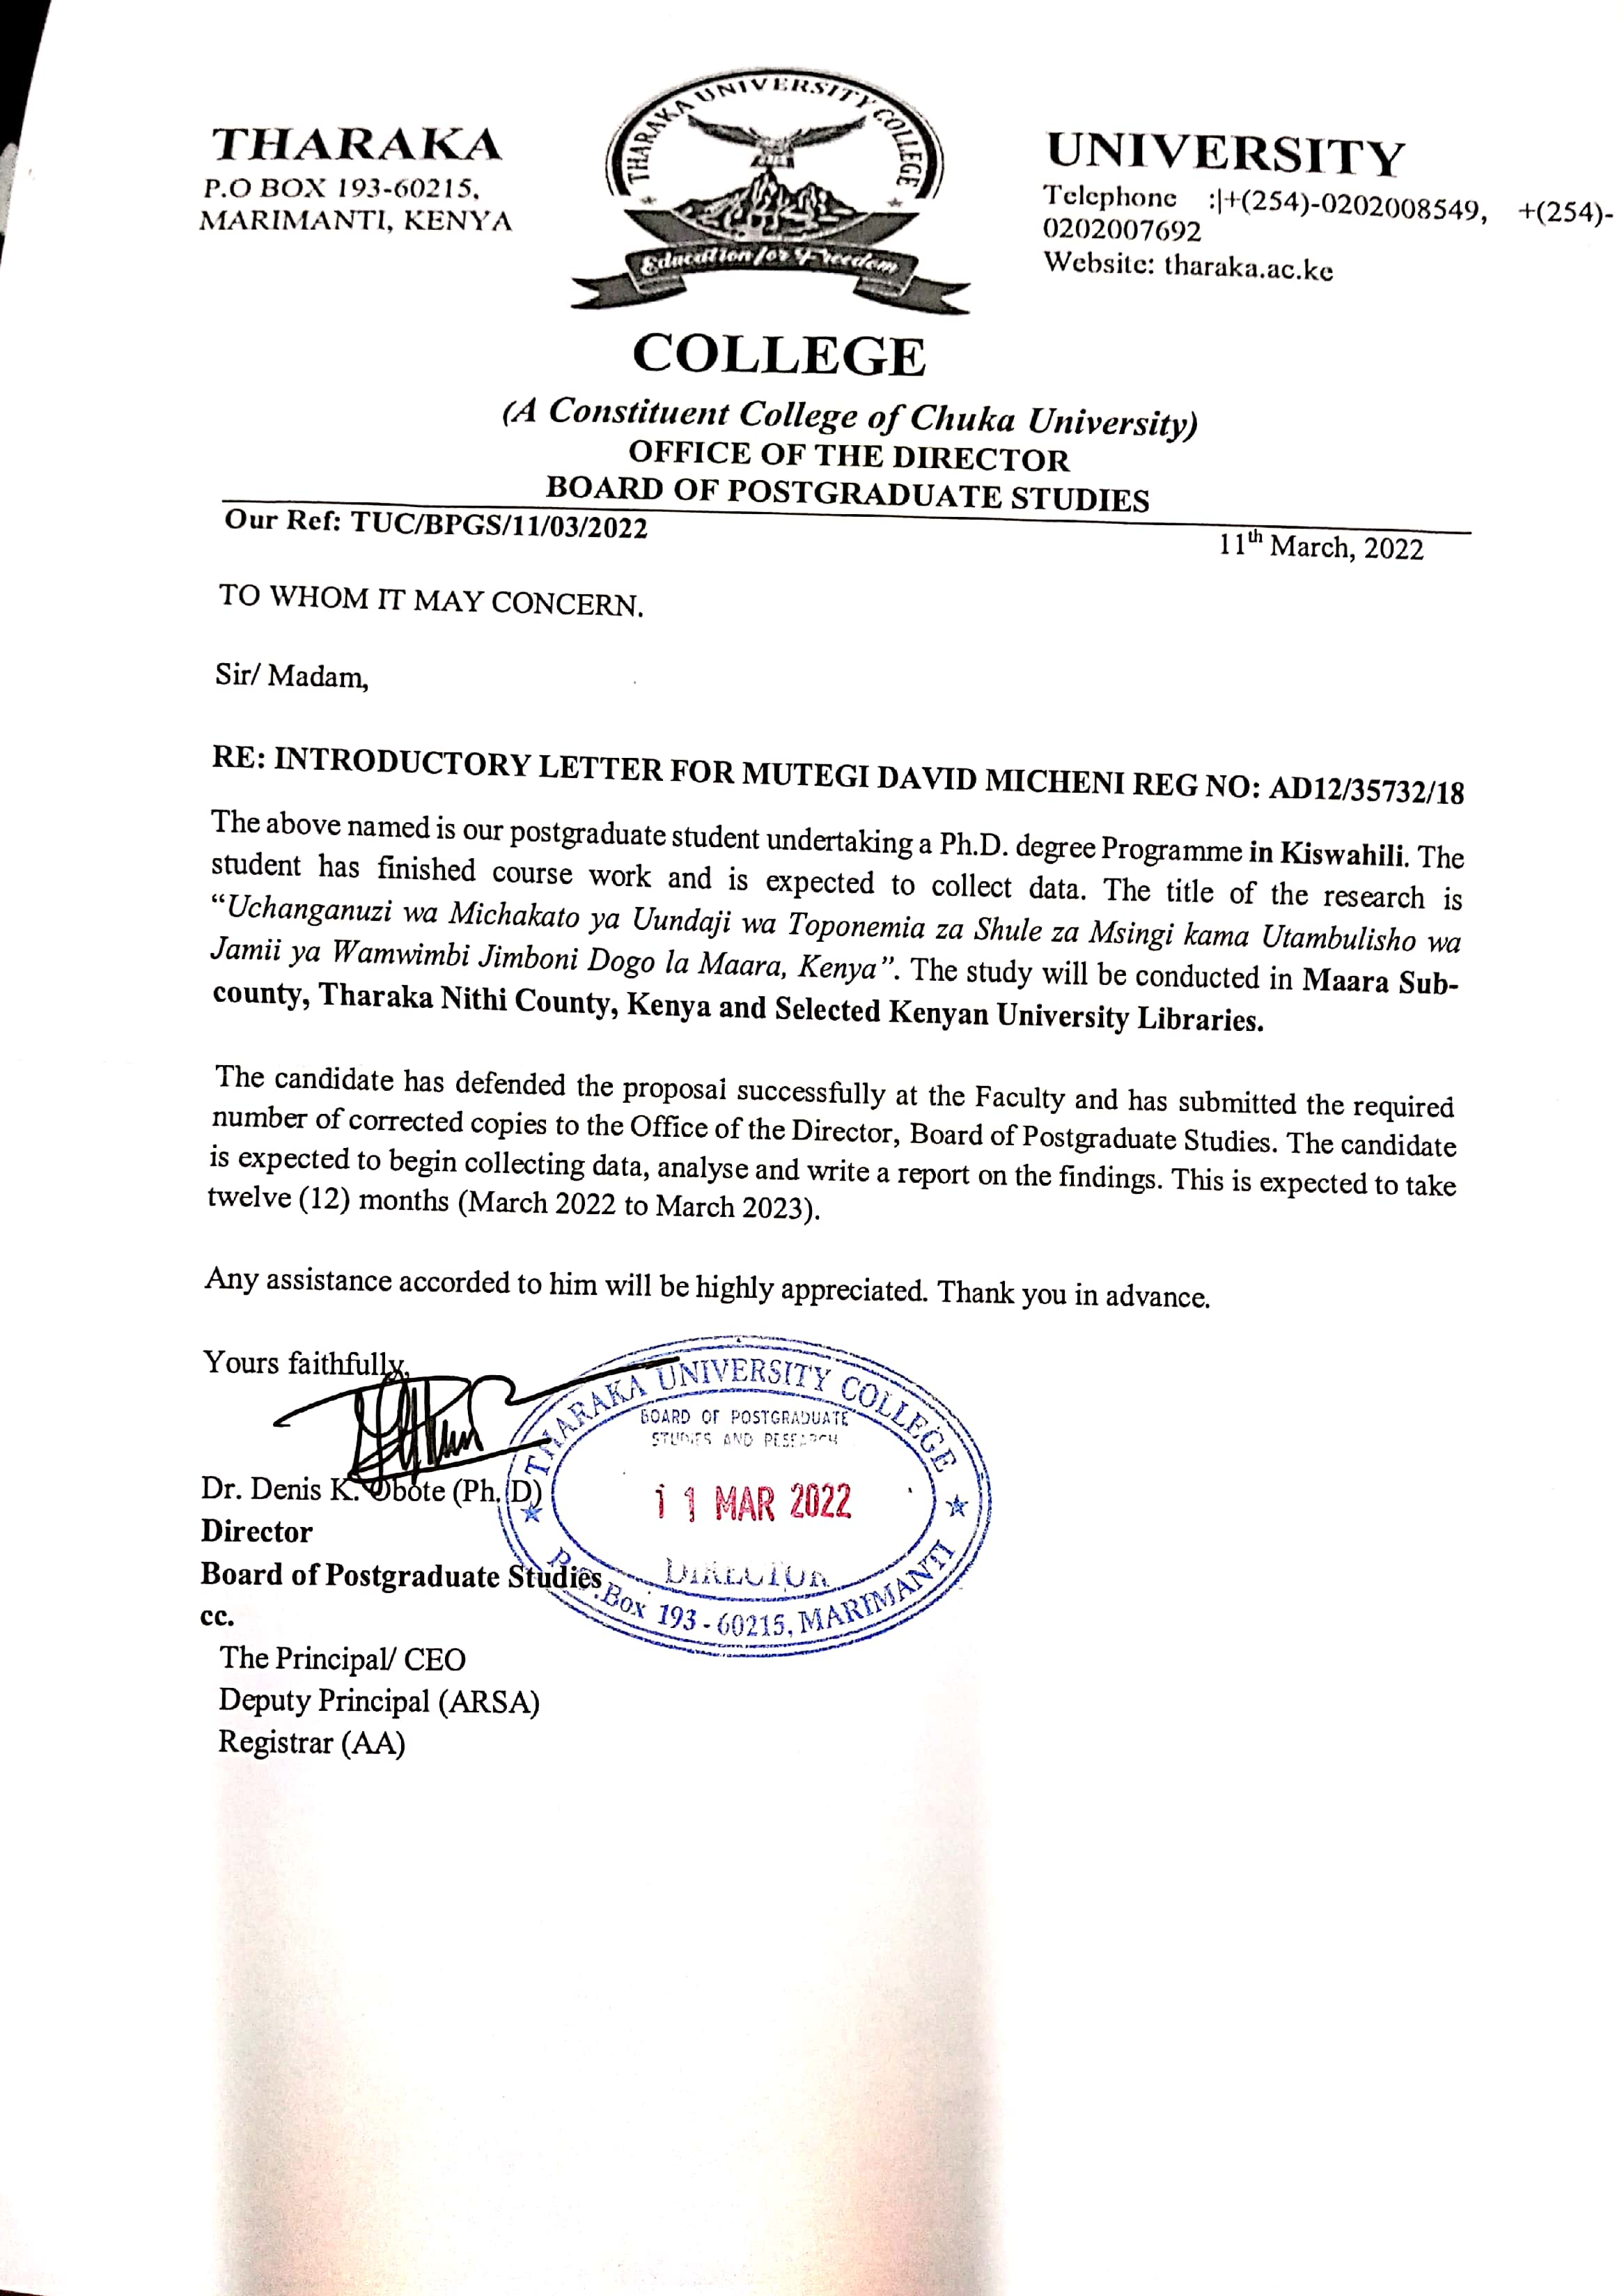 THARAKA
P.O BOX 193-60215,
MARIMANTI, KENYA
THARAKA UNIVERSITY COLLEGE
Education for Freedom
UNIVERSITY
Telephone :|+(254)-0202008549, +(254)-
0202007692
Website: tharaka.ac.ke
COLLEGE
(A Constituent College of Chuka University)
OFFICE OF THE DIRECTOR
BOARD OF POSTGRADUATE STUDIES
Our Ref: TUC/BPGS/11/03/2022
11th March, 2022
TO WHOM IT MAY CONCERN.
Sir/ Madam,
RE: INTRODUCTORY LETTER FOR MUTEGI DAVID MICHENI REG NO: AD12/35732/18
The above named is our postgraduate student undertaking a Ph.D. degree Programme in Kiswahili. The
student has finished course work and is expected to collect data. The title of the research is
“Uchanganuzi wa Michakato ya Uundaji wa Toponemia za Shule za Msingi kama Utambulisho wa
Jamii ya Wamwimbi Jimboni Dogo la Maara, Kenya”. The study will be conducted in Maara Sub-
county, Tharaka Nithi County, Kenya and Selected Kenyan University Libraries.
The candidate has defended the proposal successfully at the Faculty and has submitted the required
number of corrected copies to the Office of the Director, Board of Postgraduate Studies. The candidate
is expected to begin collecting data, analyse and write a report on the findings. This is expected to take
twelve (12) months (March 2022 to March 2023).
Any assistance accorded to him will be highly appreciated. Thank you in advance.
Yours faithfully,
Dr. Denis K. Obote (Ph. D)
Director
Board of Postgraduate Studies
cc.
The Principal/ CEO
Deputy Principal (ARSA)
Registrar (AA)
THARAKA UNIVERSITY COLLEGE
BOARD OF POSTGRADUATE
STUDIES AND RESEARCH
11 MAR 2022
DIRECTOR
P.O.Box 193 - 60215, MARIMANTI